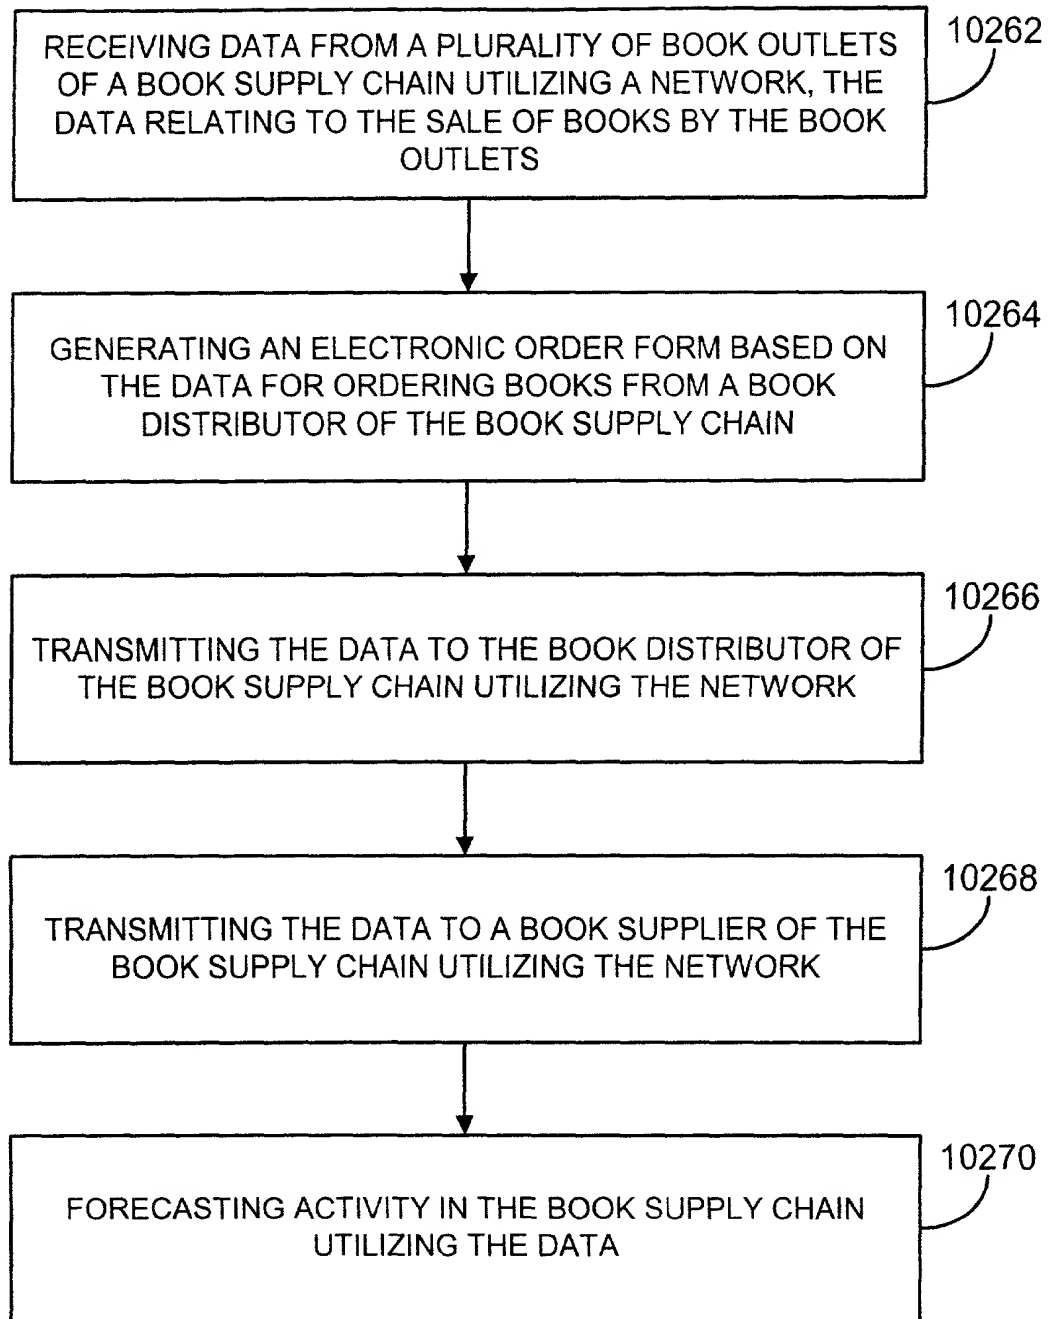 RECEIVING DATA FROM A PLURALITY OF BOOK OUTLETS
OF A BOOK SUPPLY CHAIN UTILIZING A NETWORK, THE
DATA RELATING TO THE SALE OF BOOKS BY THE BOOK
OUTLETS
10262
GENERATING AN ELECTRONIC ORDER FORM BASED ON
THE DATA FOR ORDERING BOOKS FROM A BOOK
DISTRIBUTOR OF THE BOOK SUPPLY CHAIN
10264
TRANSMITTING THE DATA TO THE BOOK DISTRIBUTOR OF
THE BOOK SUPPLY CHAIN UTILIZING THE NETWORK
10266
TRANSMITTING THE DATA TO A BOOK SUPPLIER OF THE
BOOK SUPPLY CHAIN UTILIZING THE NETWORK
10268
FORECASTING ACTIVITY IN THE BOOK SUPPLY CHAIN
UTILIZING THE DATA
10270